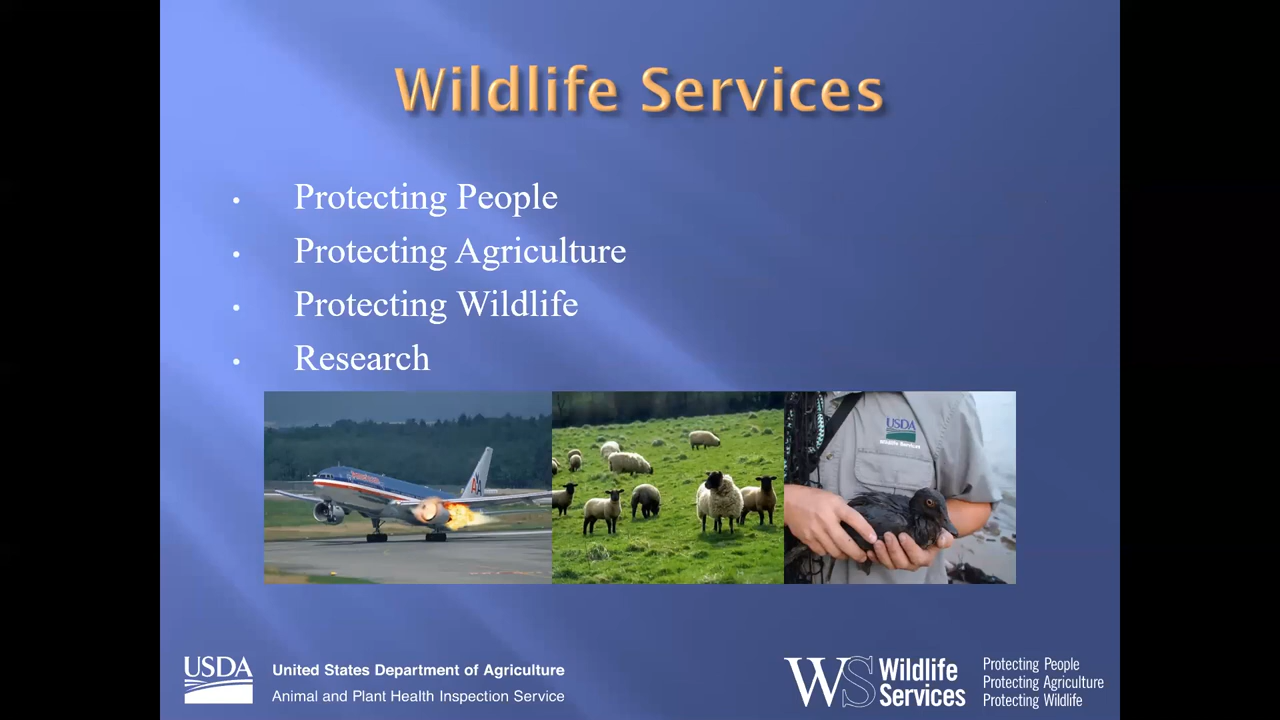 Wildlife Services
• Protecting People
• Protecting Agriculture
• Protecting Wildlife
• Research
AA
USDA
Wildlife Services
USDA
United States Department of Agriculture
Animal and Plant Health Inspection Service
WS Wildlife Services
Protecting People
Protecting Agriculture
Protecting Wildlife